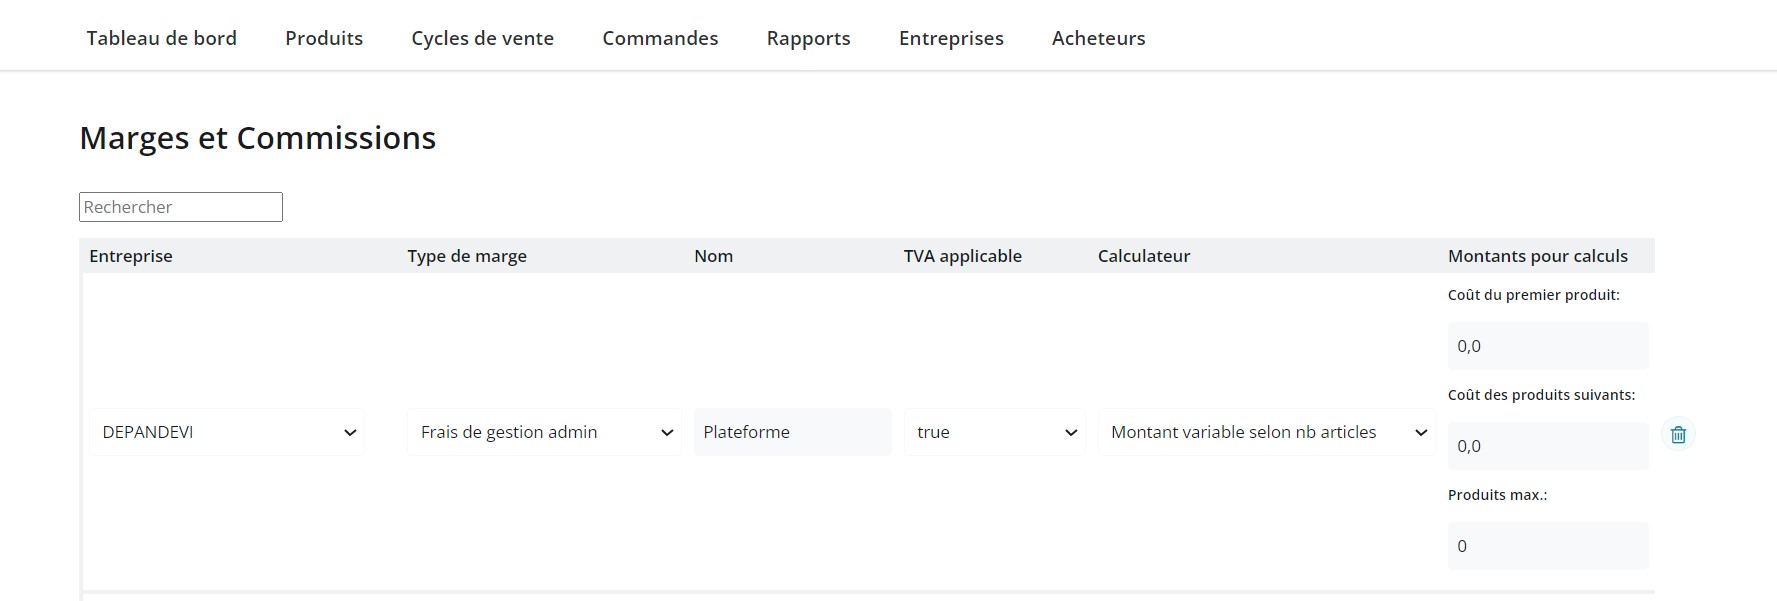 Tableau de bord Produits Cycles de vente Commandes Rapports Entreprises Acheteurs
Marges et Commissions
Rechercher
Entreprise Type de marge Nom TVA applicable Calculateur Montants pour calculs
Coût du premier produit:
0,0
Coût des produits suivants:
DEPANDEVI Frais de gestion admin Plateforme true Montant variable selon nb articles
0,0
Produits max.:
0